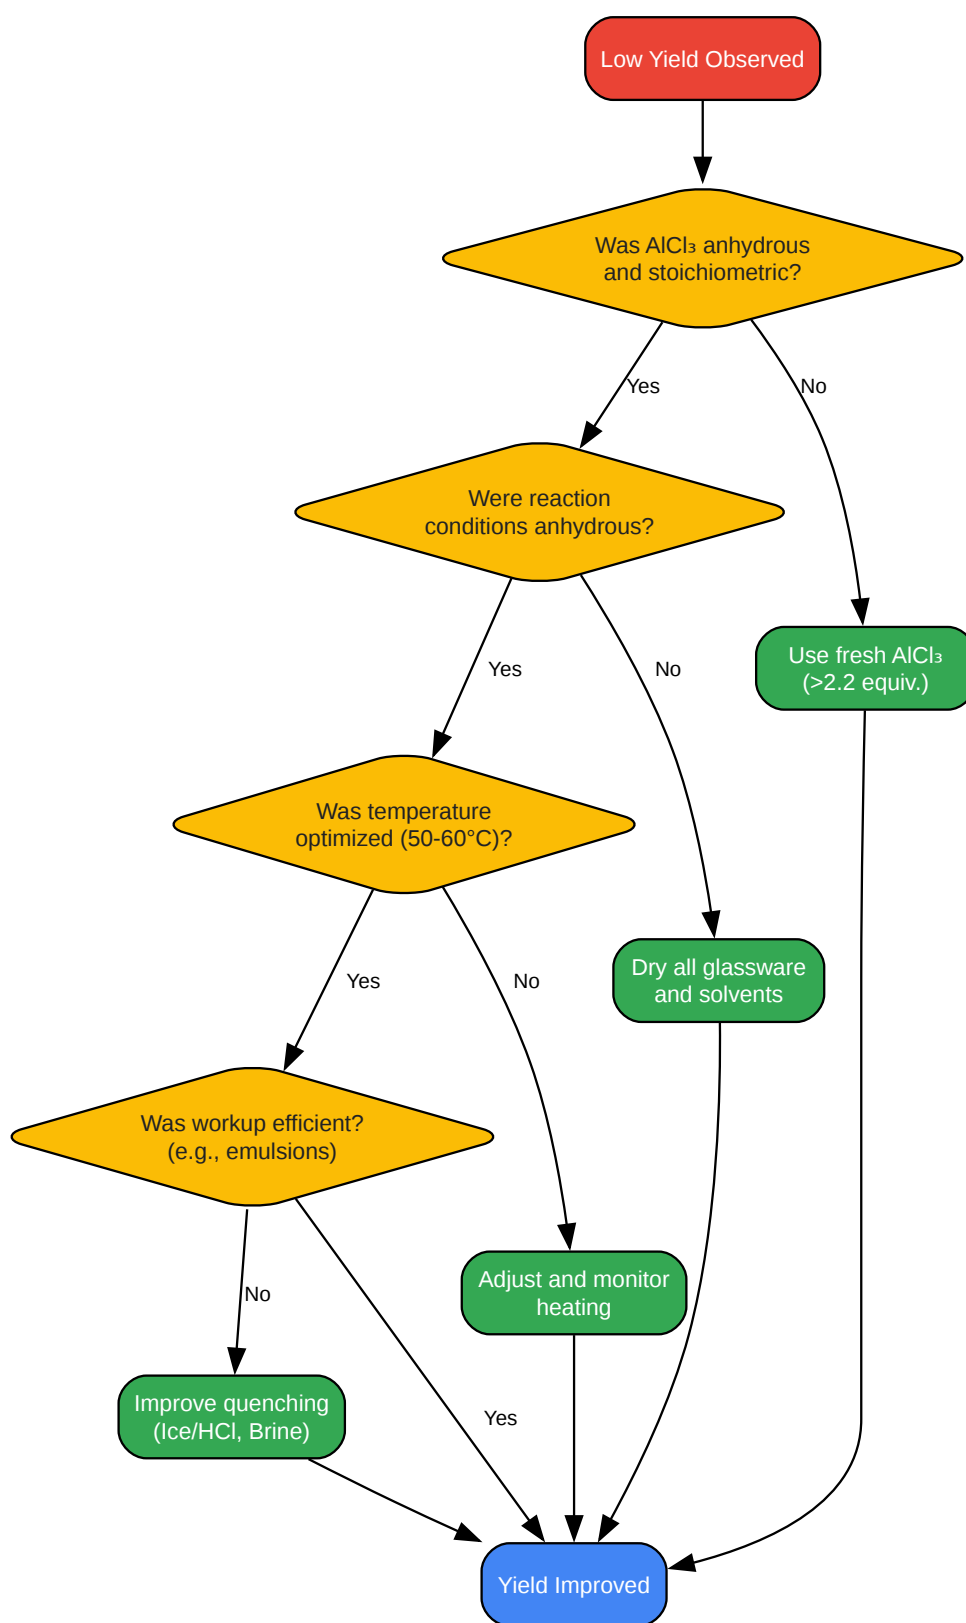 Low Yield Observed
Was AlCl₃ anhydrous
and stoichiometric?
Yes
No
Were reaction
conditions anhydrous?
Yes
No
Use fresh AlCl₃
(>2.2 equiv.)
Was temperature
optimized (50-60°C)?
Yes
No
Dry all glassware
and solvents
Was workup efficient?
(e.g., emulsions)
No
Yes
Adjust and monitor
heating
Improve quenching
(Ice/HCl, Brine)
Yield Improved